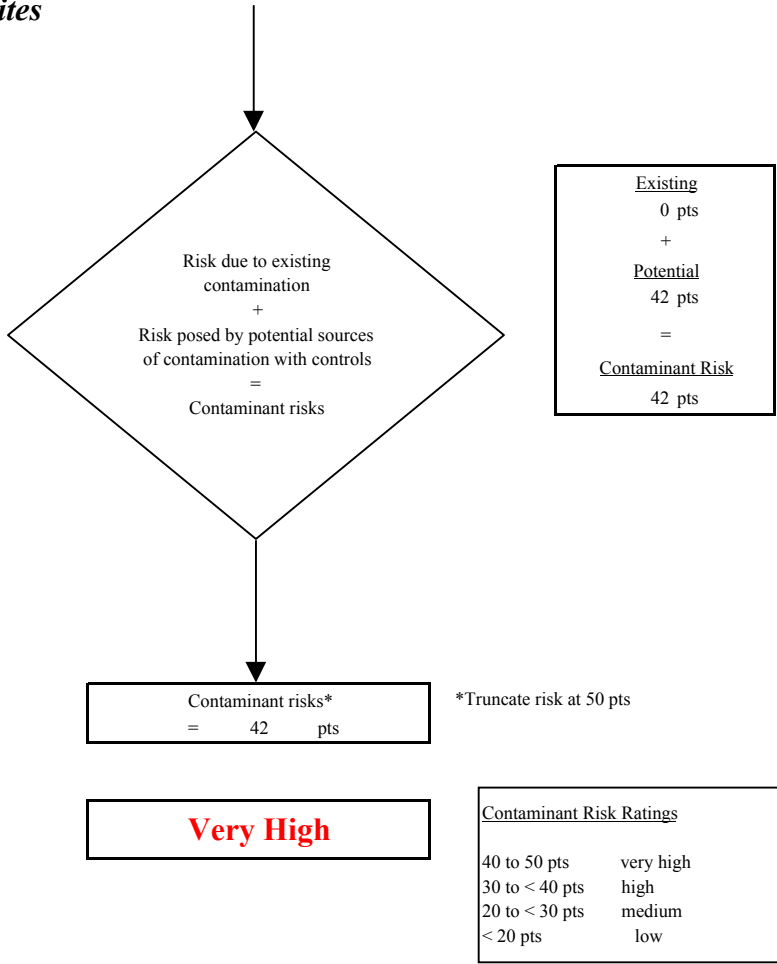 ites
Risk due to existing
contamination
+
Risk posed by potential sources
of contamination with controls
=
Contaminant risks
Existing
0 pts
+
Potential
42 pts
=
Contaminant Risk
42 pts
Contaminant risks*
= 42 pts
*Truncate risk at 50 pts
Very High
Contaminant Risk Ratings
40 to 50 pts very high
30 to < 40 pts high
20 to < 30 pts medium
< 20 pts low